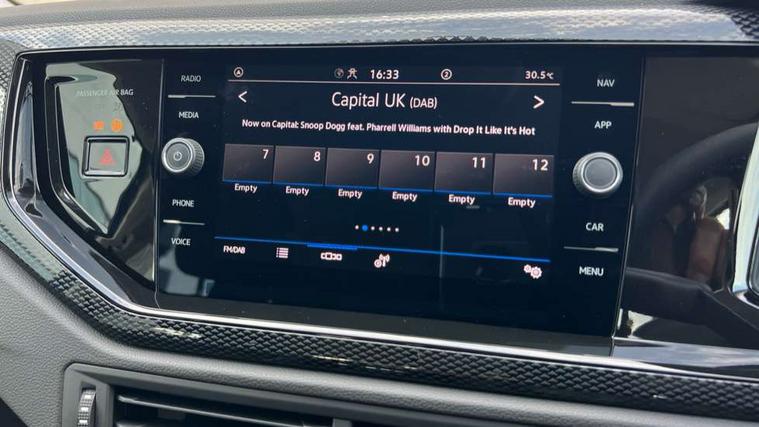 RADIO
MEDIA
PHONE
VOICE
PASSENGER AIR BAG
16:33
2
30.5°C
< Capital UK (DAB) >
Now on Capital: Snoop Dogg feat. Pharrell Williams with Drop It Like It's Hot
7 8 9 10 11 12
Empty Empty Empty Empty Empty Empty
FM/DAB
NAV
APP
CAR
MENU